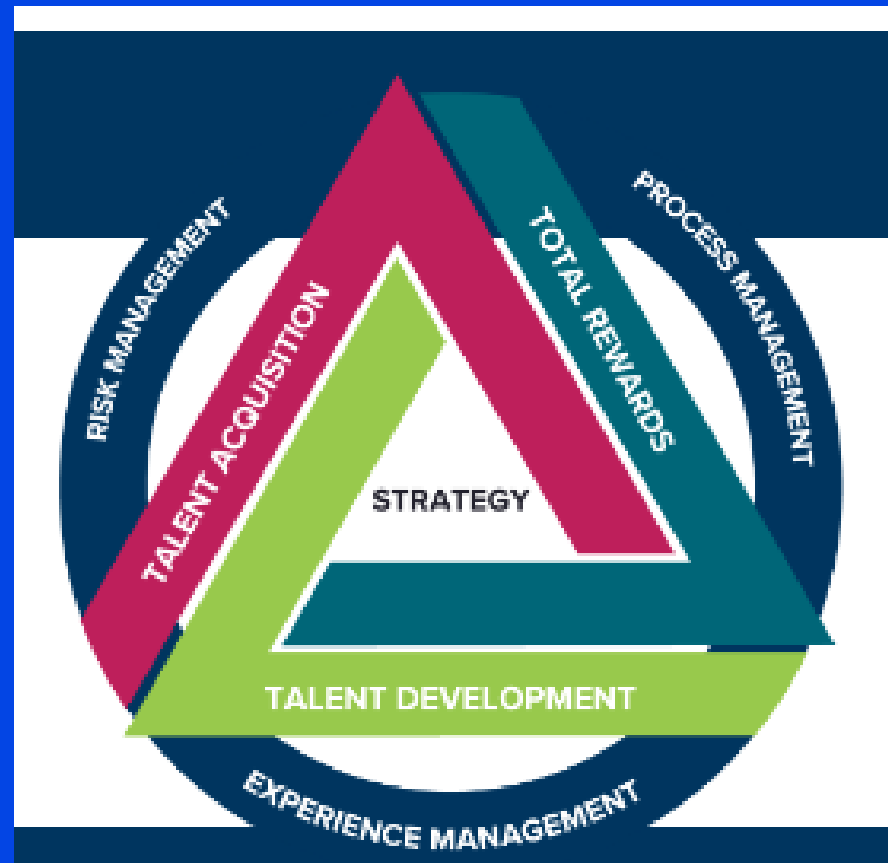 RISK MANAGEMENT
PROCESS MANAGEMENT
TALENT ACQUISITION
TOTAL REWARDS
STRATEGY
TALENT DEVELOPMENT
EXPERIENCE MANAGEMENT